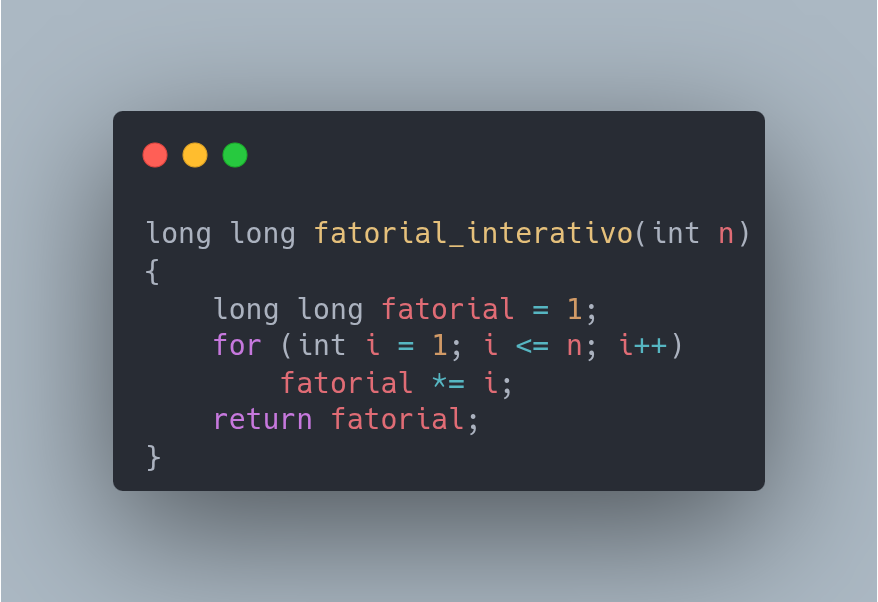 long long fatorial_interativo(int n)
{
    long long fatorial = 1;
    for (int i = 1; i <= n; i++)
        fatorial *= i;
    return fatorial;
}